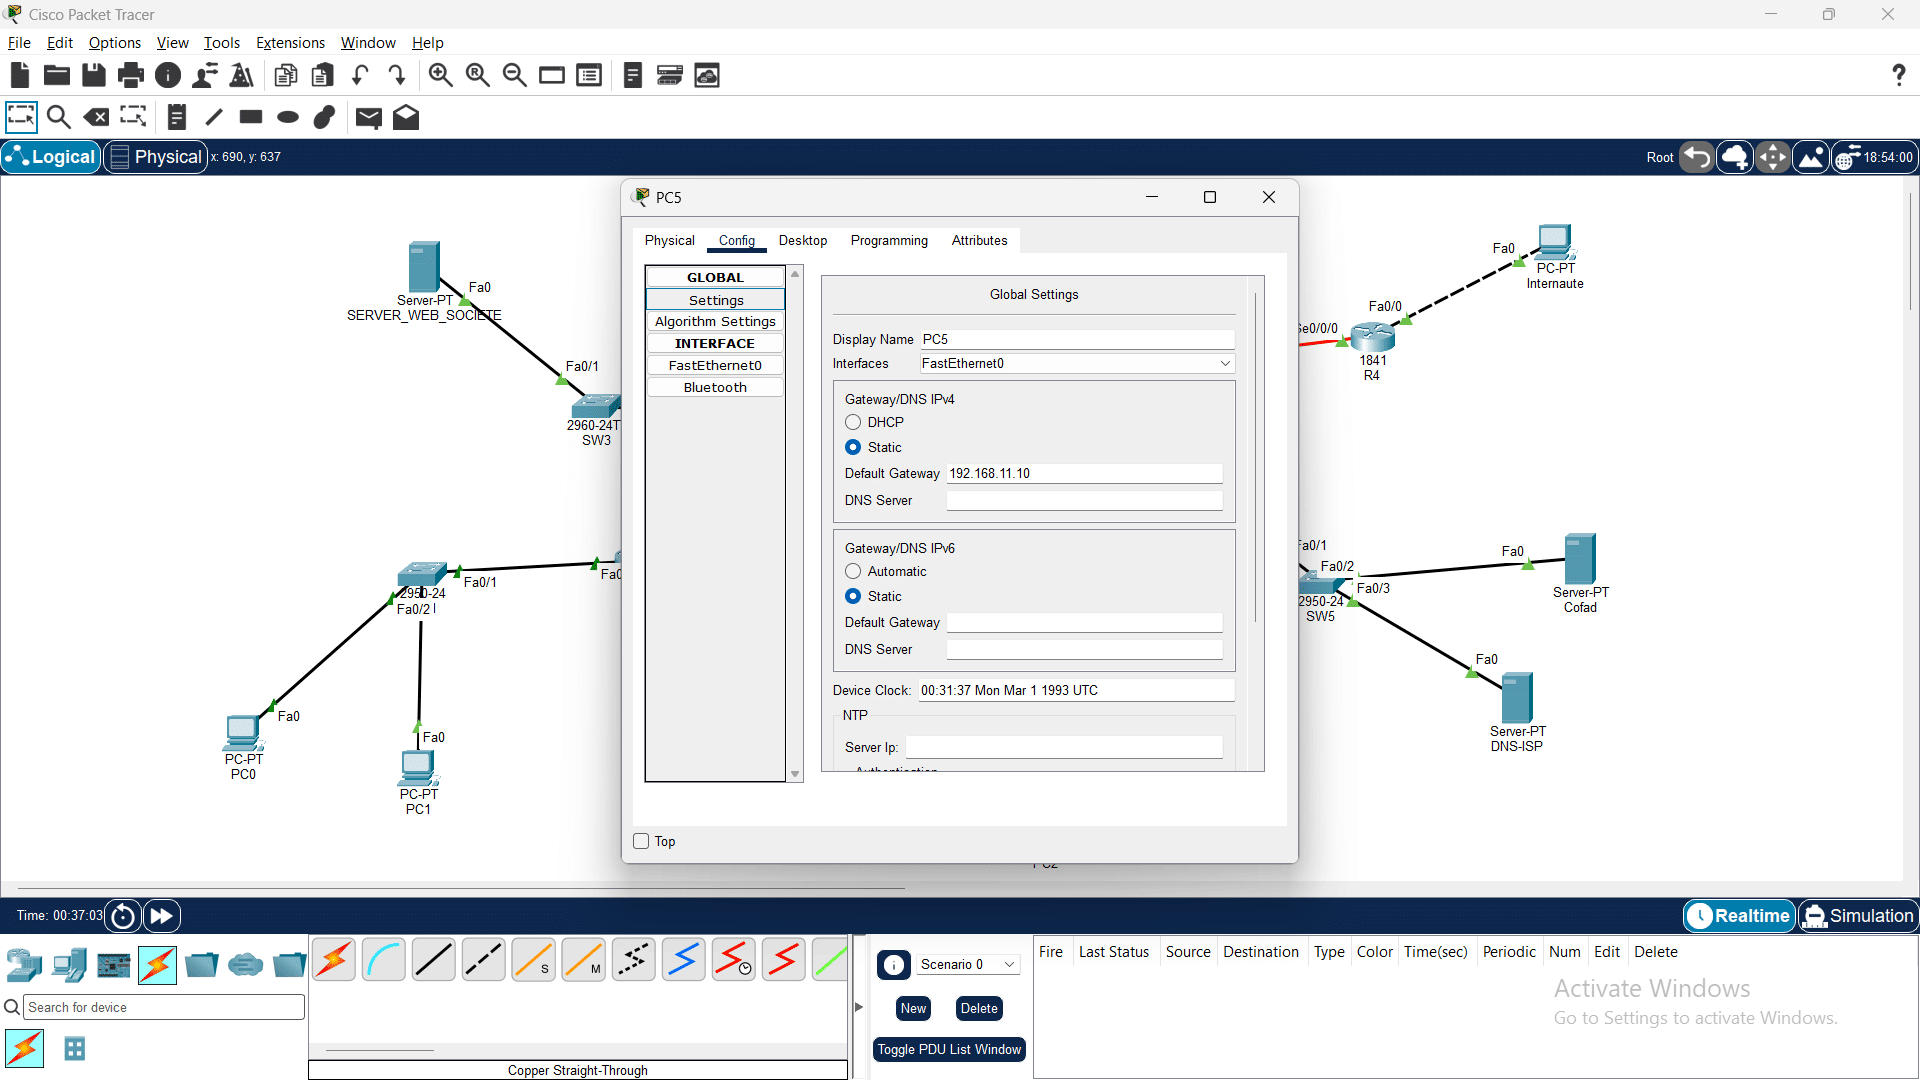 Cisco Packet Tracer
File Edit Options View Tools Extensions Window Help
Logical Physical x: 690, y: 637 Root 18:54:00
PC5
Physical Config Desktop Programming Attributes
GLOBAL
Settings
Algorithm Settings
INTERFACE
FastEthernet0
Bluetooth
Global Settings
Display Name PC5
Interfaces FastEthernet0
Gateway/DNS IPv4
DHCP
Static
Default Gateway 192.168.11.10
DNS Server
Gateway/DNS IPv6
Automatic
Static
Default Gateway
DNS Server
Device Clock: 00:31:37 Mon Mar 1 1993 UTC
NTP
Server Ip:
Top
Fa0
Server-PT
SERVER_WEB_SOCIETE
Fa0/1
2960-24T
SW3
Fa0/1
2950-24
Fa0/2
Fa0
PC-PT
PC0
Fa0
PC-PT
PC1
Fa0
PC-PT
Internaute
Fa0/0
Se0/0/0
1841
R4
Fa0/1
Fa0/2
Fa0/3
2950-24
SW5
Fa0
Server-PT
Cofad
Fa0
Server-PT
DNS-ISP
Time: 00:37:03 Realtime Simulation
S M
Search for device
Copper Straight-Through
Scenario 0
New Delete
Toggle PDU List Window
Fire Last Status Source Destination Type Color Time(sec) Periodic Num Edit Delete
Activate Windows
Go to Settings to activate Windows.